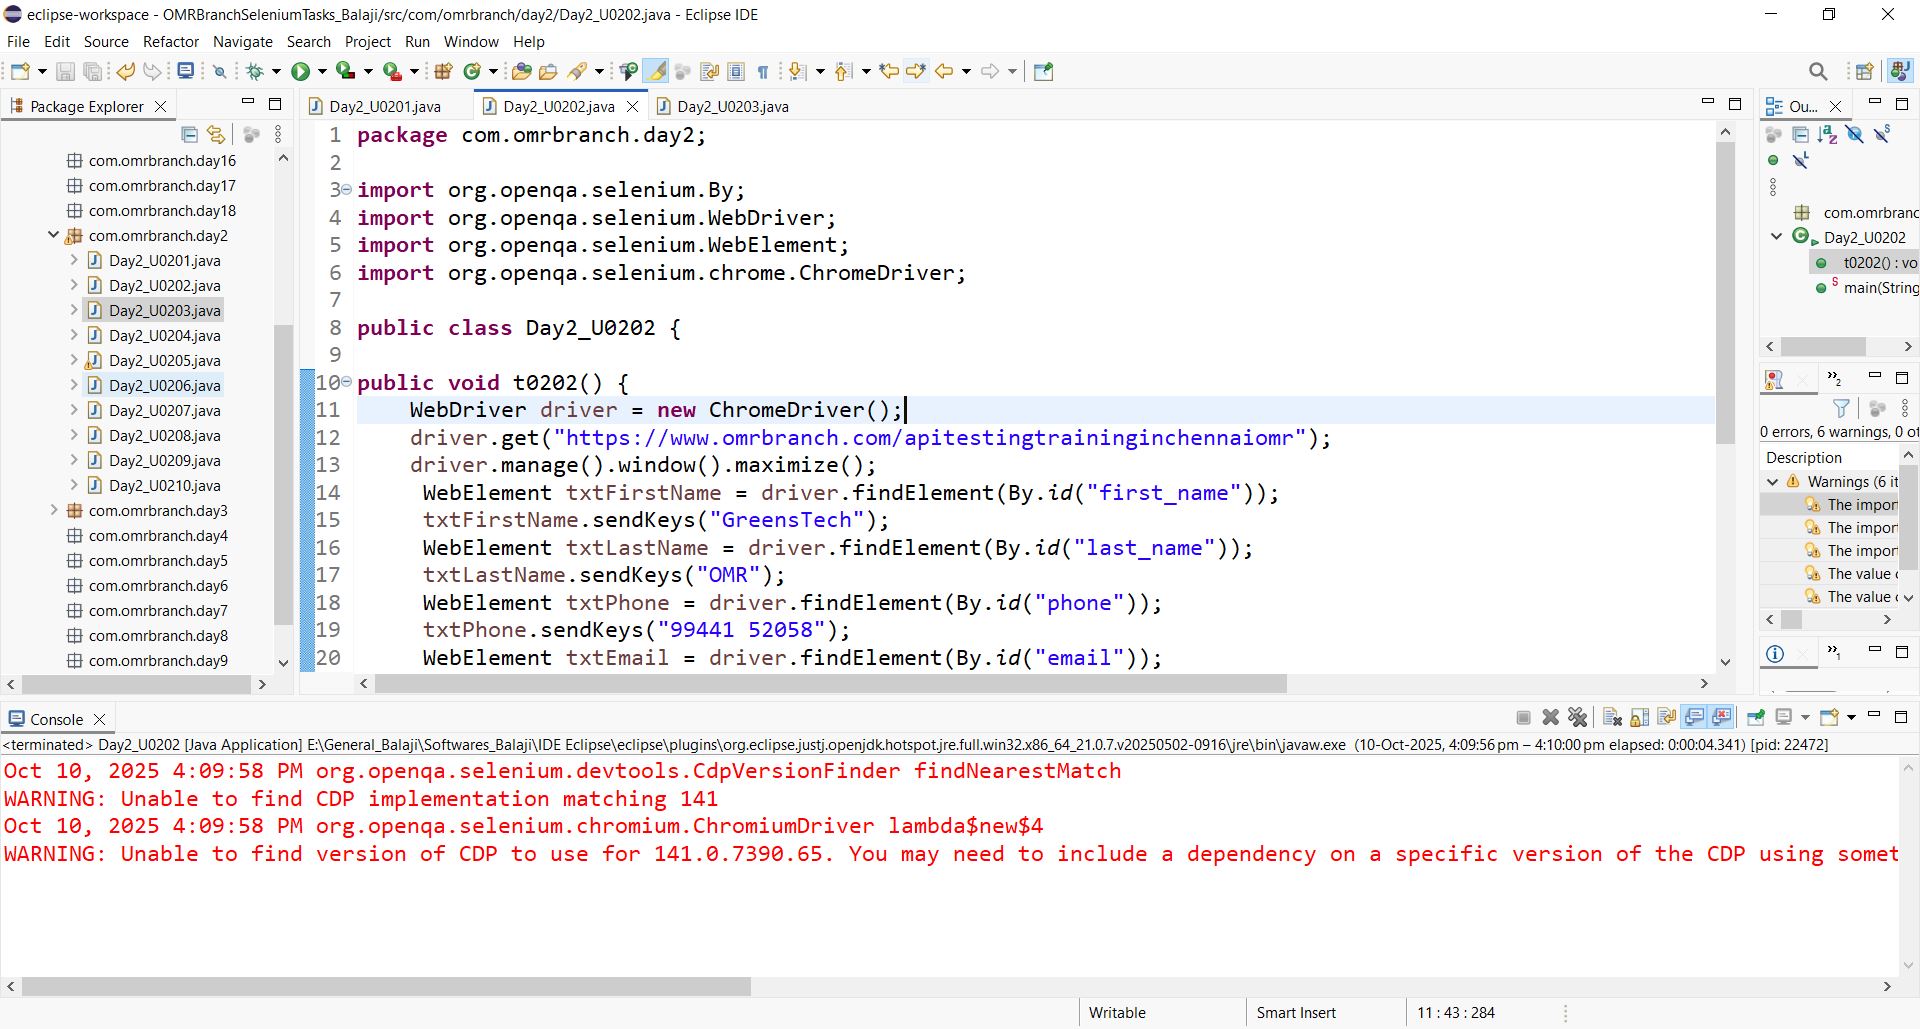 eclipse-workspace - OMRBranchSeleniumTasks_Balaji/src/com/omrbranch/day2/Day2_U0202.java - Eclipse IDE
File Edit Source Refactor Navigate Search Project Run Window Help
Package Explorer
com.omrbranch.day16
com.omrbranch.day17
com.omrbranch.day18
com.omrbranch.day2
Day2_U0201.java
Day2_U0202.java
Day2_U0203.java
Day2_U0204.java
Day2_U0205.java
Day2_U0206.java
Day2_U0207.java
Day2_U0208.java
Day2_U0209.java
Day2_U0210.java
com.omrbranch.day3
com.omrbranch.day4
com.omrbranch.day5
com.omrbranch.day6
com.omrbranch.day7
com.omrbranch.day8
com.omrbranch.day9
Day2_U0201.java Day2_U0202.java Day2_U0203.java
1 package com.omrbranch.day2;
2
3 import org.openqa.selenium.By;
4 import org.openqa.selenium.WebDriver;
5 import org.openqa.selenium.WebElement;
6 import org.openqa.selenium.chrome.ChromeDriver;
7
8 public class Day2_U0202 {
9
10 public void t0202() {
11 WebDriver driver = new ChromeDriver();
12 driver.get("https://www.omrbranch.com/apitestingtraininginchennaiomr");
13 driver.manage().window().maximize();
14 WebElement txtFirstName = driver.findElement(By.id("first_name"));
15 txtFirstName.sendKeys("GreensTech");
16 WebElement txtLastName = driver.findElement(By.id("last_name"));
17 txtLastName.sendKeys("OMR");
18 WebElement txtPhone = driver.findElement(By.id("phone"));
19 txtPhone.sendKeys("99441 52058");
20 WebElement txtEmail = driver.findElement(By.id("email"));
Ou...
com.omrbranc
Day2_U0202
t0202() : vo
main(String
0 errors, 6 warnings, 0 ot
Description
Warnings (6 it
The impor
The impor
The impor
The value
The value
Console
<terminated> Day2_U0202 [Java Application] E:\General_Balaji\Softwares_Balaji\IDE Eclipse\eclipse\plugins\org.eclipse.justj.openjdk.hotspot.jre.full.win32.x86_64_21.0.7.v20250502-0916\jre\bin\javaw.exe (10-Oct-2025, 4:09:56 pm – 4:10:00 pm elapsed: 0:00:04.341) [pid: 22472]
Oct 10, 2025 4:09:58 PM org.openqa.selenium.devtools.CdpVersionFinder findNearestMatch
WARNING: Unable to find CDP implementation matching 141
Oct 10, 2025 4:09:58 PM org.openqa.selenium.chromium.ChromiumDriver lambda$new$4
WARNING: Unable to find version of CDP to use for 141.0.7390.65. You may need to include a dependency on a specific version of the CDP using somet
Writable Smart Insert 11 : 43 : 284